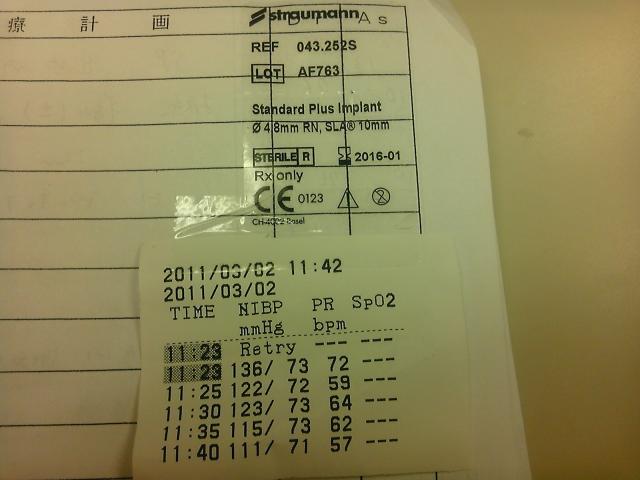 療 計 画
straumann
As
REF 043.252S
LOT AF763
Standard Plus Implant
Ø 4.8mm RN, SLA® 10mm
STERILE R 2016-01
Rx only
CE 0123
CH-4002 Basel
2011/03/02 11:42
2011/03/02
TIME NIBP PR SpO2
mmHg bpm
11:23 Retry --- ---
11:23 136/ 73 72 ---
11:25 122/ 72 59 ---
11:30 123/ 73 64 ---
11:35 115/ 73 62 ---
11:40 111/ 71 57 ---